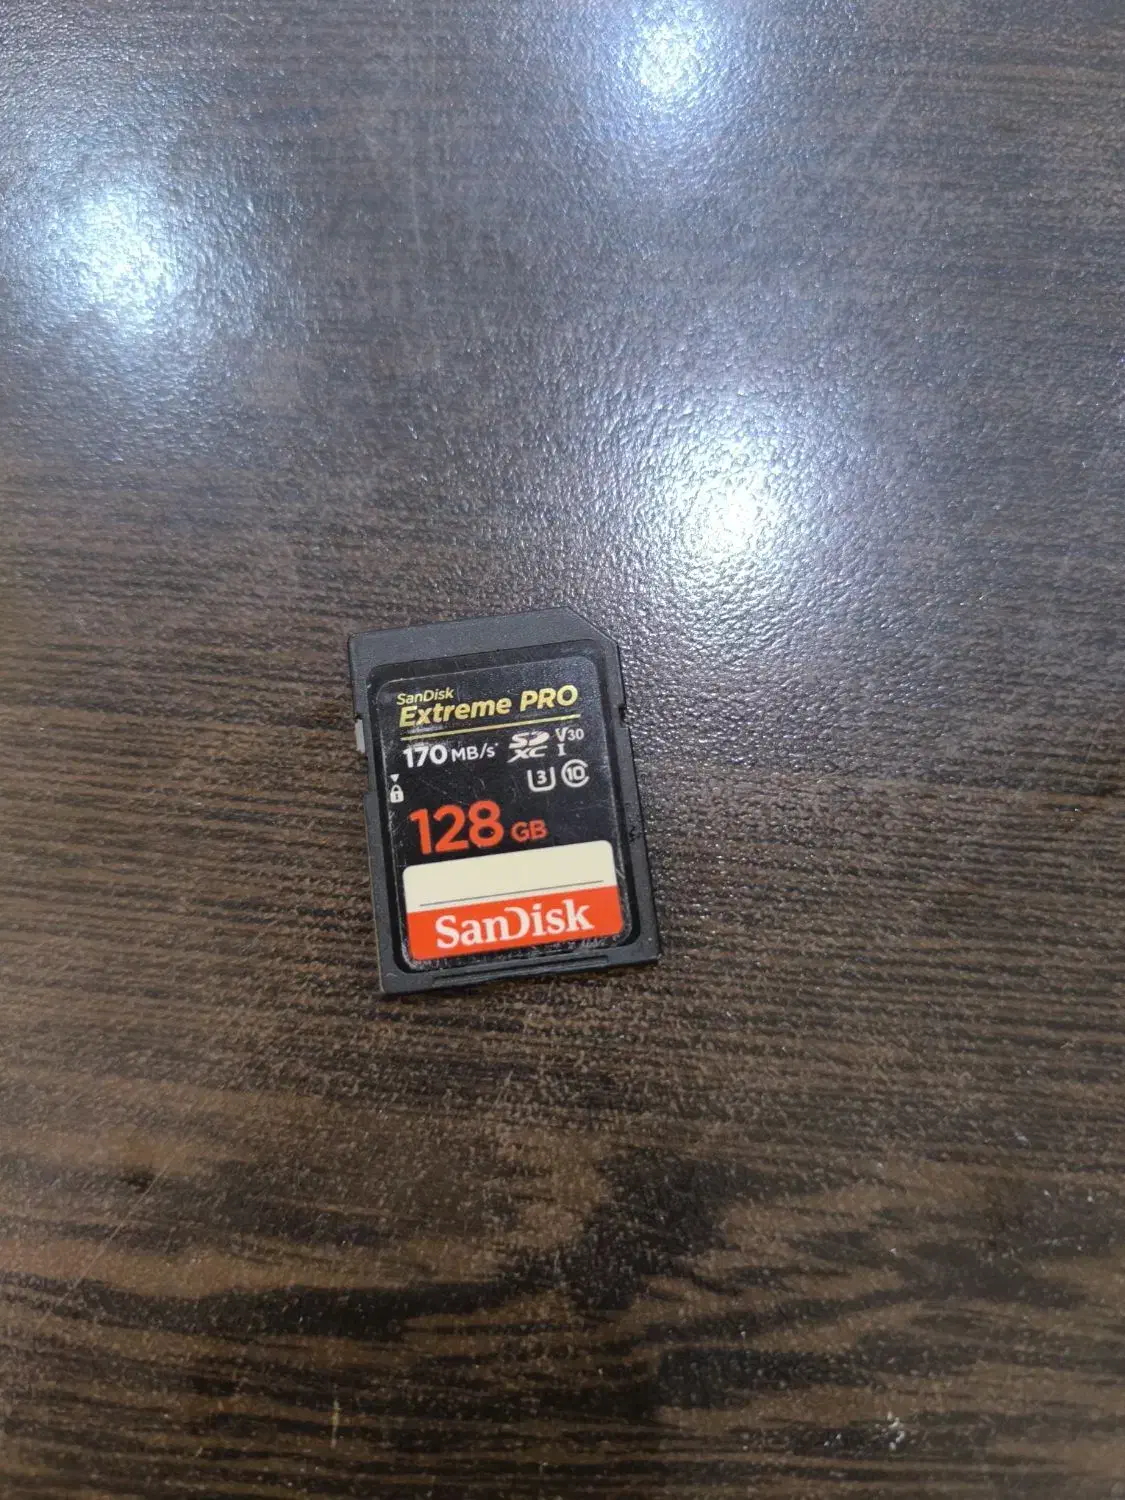 SanDisk
Extreme PRO
170 MB/s* SD XC V30 I
3 10
128 GB
SanDisk